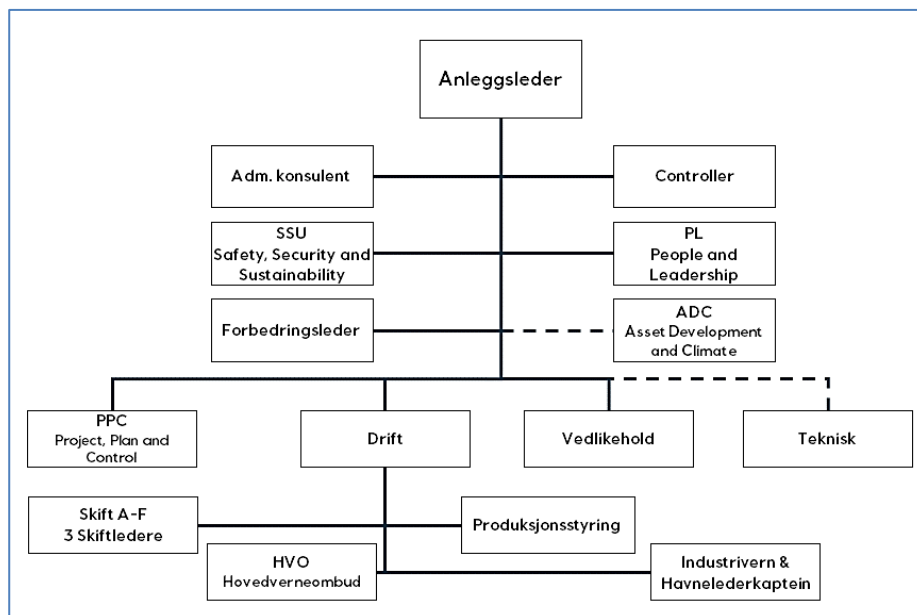 Anleggsleder
Adm. konsulent
Controller
SSU
Safety, Security and
Sustainability
PL
People and
Leadership
Forbedringsleder
ADC
Asset Development
and Climate
PPC
Project, Plan and
Control
Drift
Vedlikehold
Teknisk
Skift A-F
3 Skiftledere
Produksjonsstyring
HVO
Hovedverneombud
Industrivern &
Havnelederkaptein